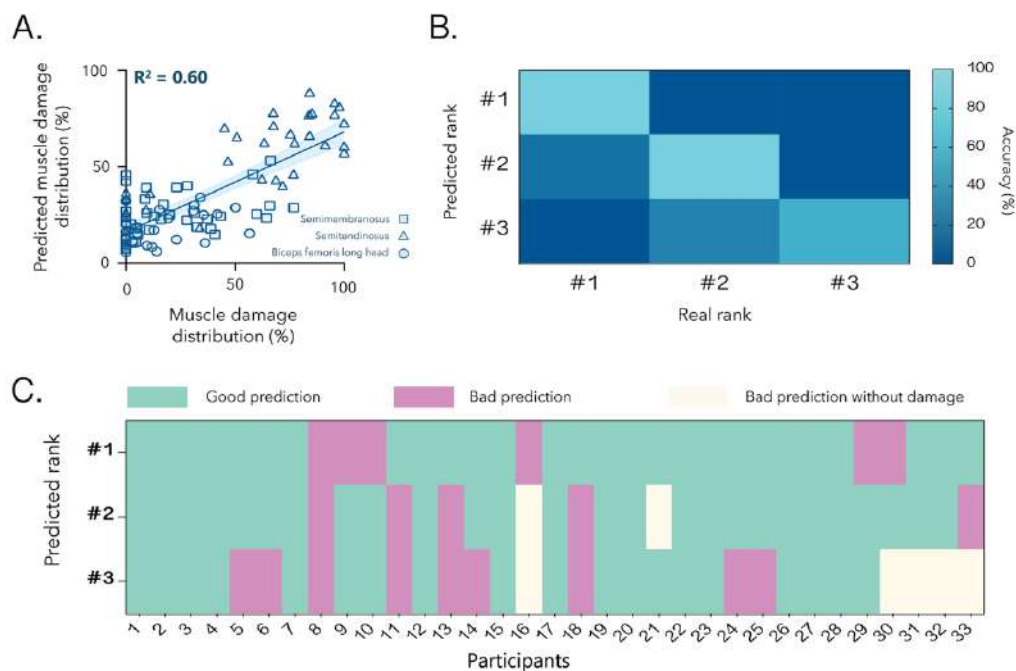 A.
R² = 0.60
Predicted muscle damage
distribution (%)
100
50
0
Semimembranosus
Semitendinosus
Biceps femoris long head
0
50
100
Muscle damage
distribution (%)
B.
Predicted rank
#1
#2
#3
#1
#2
#3
Real rank
100
80
60
40
20
0
Accuracy (%)
C.
Good prediction
Bad prediction
Bad prediction without damage
Predicted rank
#1
#2
#3
1 2 3 4 5 6 7 8 9 10 11 12 13 14 15 16 17 18 19 20 21 22 23 24 25 26 27 28 29 30 31 32 33
Participants